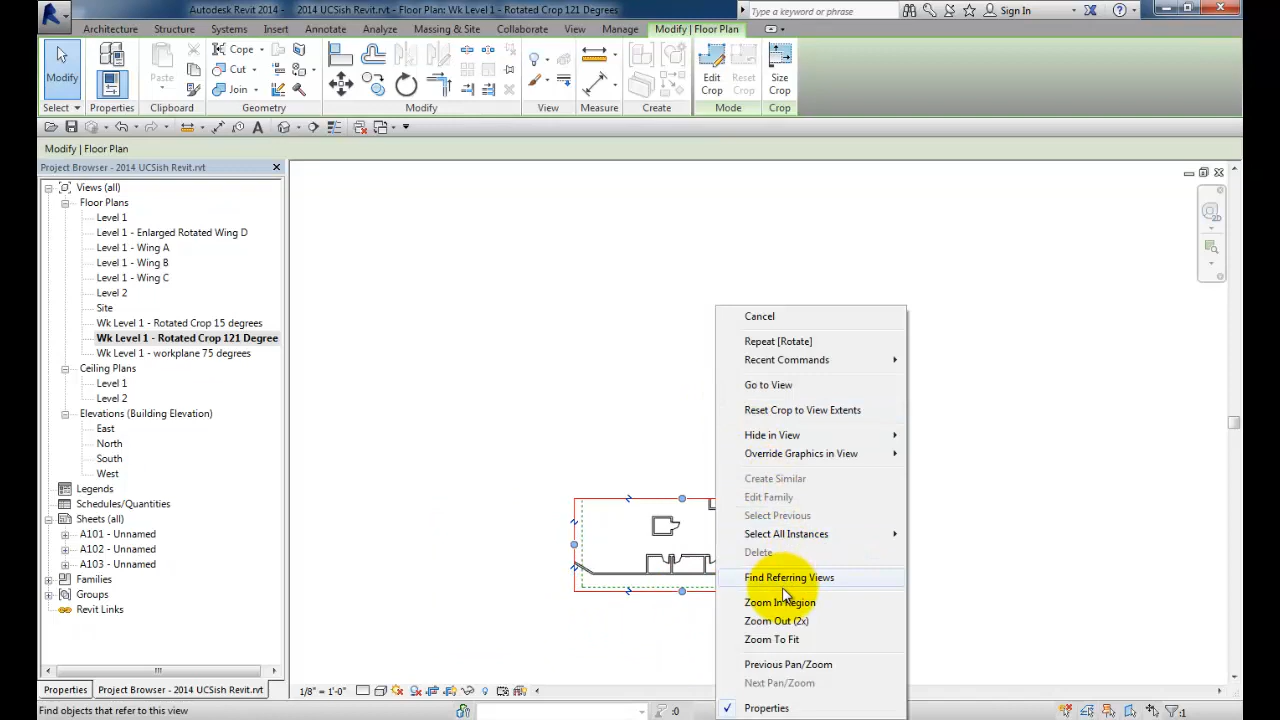 Autodesk Revit 2014 - 2014 UCSish Revit.rvt - Floor Plan: Wk Level 1 - Rotated Crop 121 Degrees
Type a keyword or phrase
Sign In
Architecture Structure Systems Insert Annotate Analyze Massing & Site Collaborate View Manage Modify | Floor Plan
Modify
Paste
Cope
Cut
Join
Edit Crop
Reset Crop
Size Crop
Select Properties Clipboard Geometry Modify View Measure Create Mode Crop
Modify | Floor Plan
Project Browser - 2014 UCSish Revit.rvt
Views (all)
Floor Plans
Level 1
Level 1 - Enlarged Rotated Wing D
Level 1 - Wing A
Level 1 - Wing B
Level 1 - Wing C
Level 2
Site
Wk Level 1 - Rotated Crop 15 degrees
Wk Level 1 - Rotated Crop 121 Degree
Wk Level 1 - workplane 75 degrees
Ceiling Plans
Level 1
Level 2
Elevations (Building Elevation)
East
North
South
West
Legends
Schedules/Quantities
Sheets (all)
A101 - Unnamed
A102 - Unnamed
A103 - Unnamed
Families
Groups
Revit Links
Cancel
Repeat [Rotate]
Recent Commands
Go to View
Reset Crop to View Extents
Hide in View
Override Graphics in View
Create Similar
Edit Family
Select Previous
Select All Instances
Delete
Find Referring Views
Zoom In Region
Zoom Out (2x)
Zoom To Fit
Previous Pan/Zoom
Next Pan/Zoom
Properties
2D
Properties Project Browser - 2014 UCSish Revit.rvt
1/8" = 1'-0"
Find objects that refer to this view
:0
:1